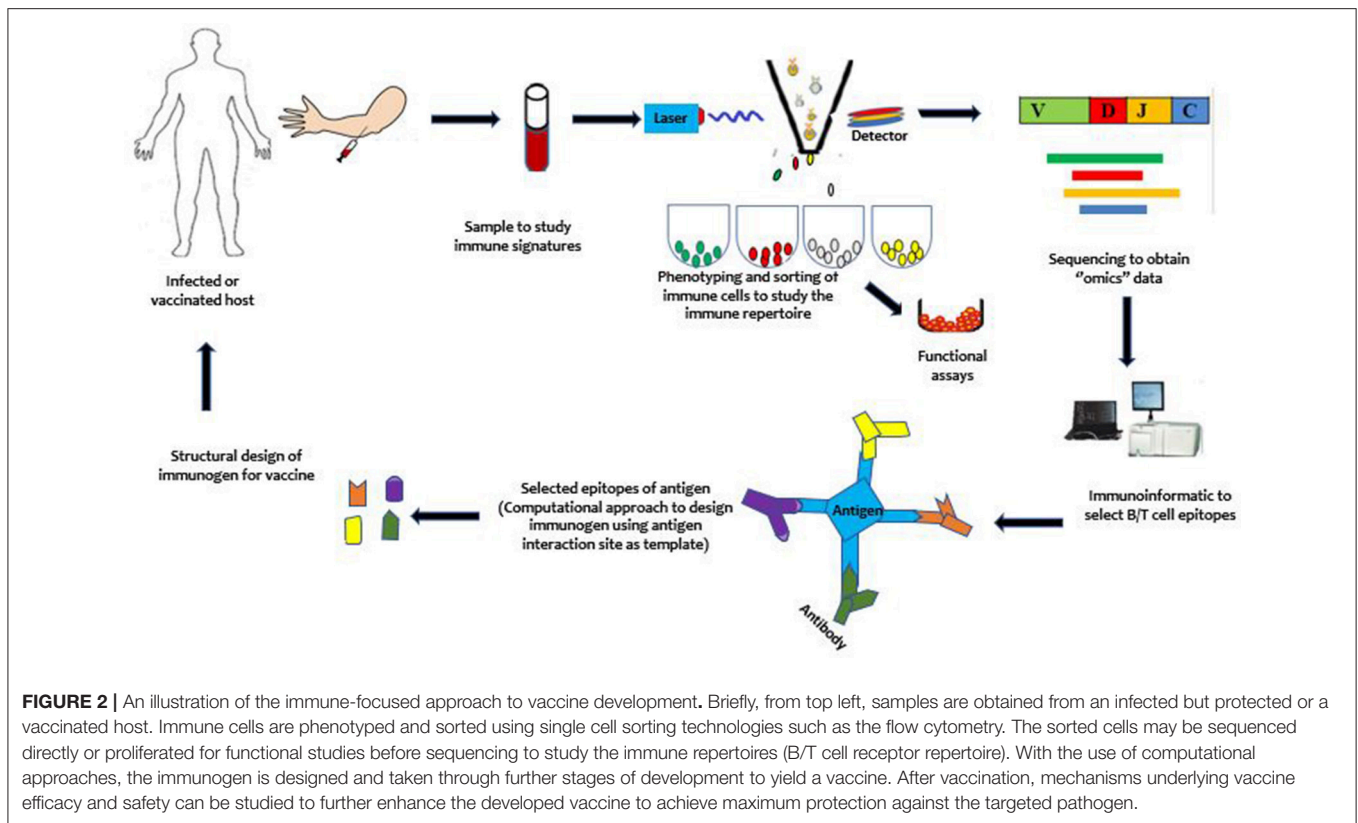 Laser
Detector
V D J C
Sample to study
immune signatures
Infected or
vaccinated host
Phenotyping and sorting of
immune cells to study the
immune repertoire
Sequencing to obtain
“omics” data
Functional
assays
Structural design of
immunogen for vaccine
Selected epitopes of antigen
(Computational approach to design
immunogen using antigen
interaction site as template)
Antigen
Antibody
Immunoinformatic to
select B/T cell epitopes
FIGURE 2 | An illustration of the immune-focused approach to vaccine development. Briefly, from top left, samples are obtained from an infected but protected or a
vaccinated host. Immune cells are phenotyped and sorted using single cell sorting technologies such as the flow cytometry. The sorted cells may be sequenced
directly or proliferated for functional studies before sequencing to study the immune repertoires (B/T cell receptor repertoire). With the use of computational
approaches, the immunogen is designed and taken through further stages of development to yield a vaccine. After vaccination, mechanisms underlying vaccine
efficacy and safety can be studied to further enhance the developed vaccine to achieve maximum protection against the targeted pathogen.